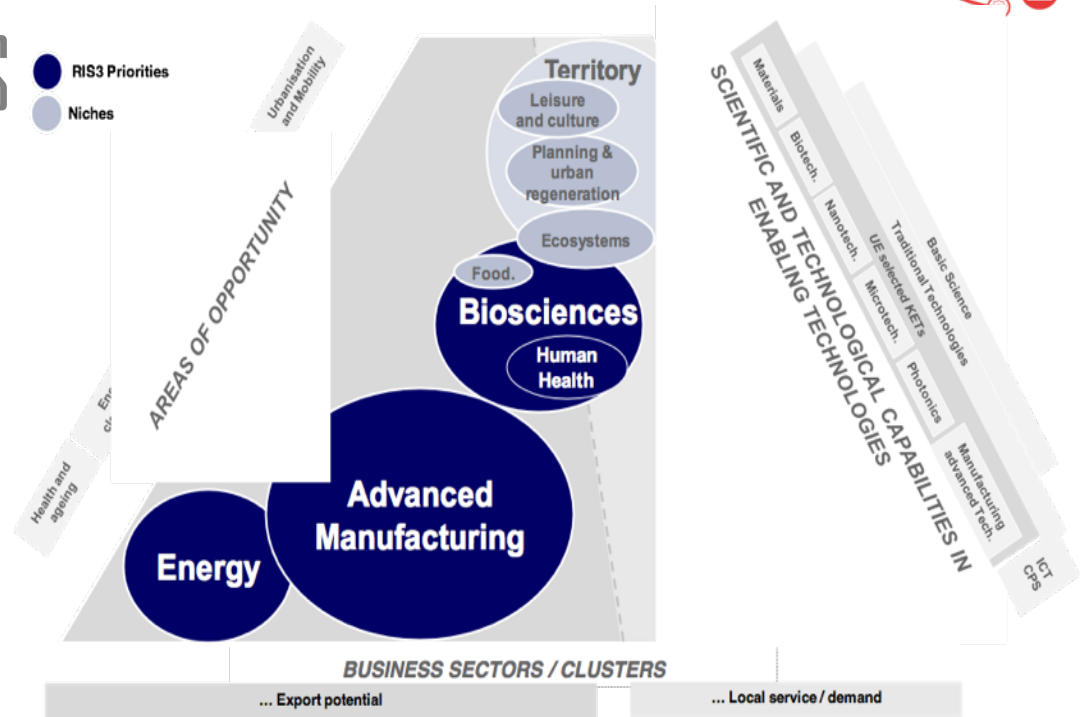 RIS3 Priorities
Niches
Urbanisation
and Mobility
AREAS OF OPPORTUNITY
Health and
ageing
Territory
Leisure
and culture
Planning &
urban
regeneration
Ecosystems
Food.
Biosciences
Human
Health
Advanced
Manufacturing
Energy
SCIENTIFIC AND TECHNOLOGICAL CAPABILITIES IN
ENABLING TECHNOLOGIES
Materials
Biotech.
Nanotech.
Microtech.
Photonics
Manufacturing
advanced Tech.
UE selected KETs
Traditional Technologies
Basic Science
ICT
CPS
BUSINESS SECTORS / CLUSTERS
... Export potential
... Local service / demand